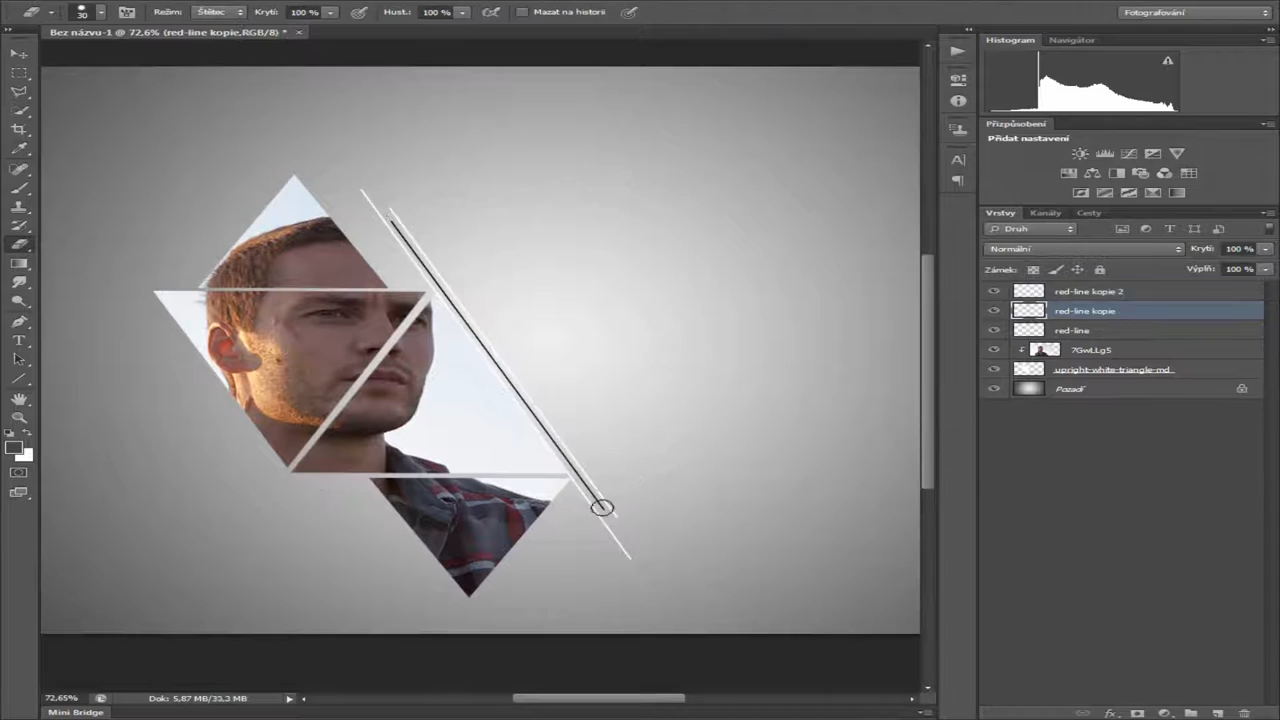 30
Režim:
Štětec
Krytí:
100 %
Hust.:
100 %
Mazat na historii
Fotografování
Bez názvu-1 @ 72,6% (red-line kopie,RGB/8) *
Histogram
Navigátor
Přizpůsobení
Přidat nastavení
Vrstvy
Kanály
Cesty
Druh
Normální
Krytí:
100 %
Zámek:
Výplň:
100 %
red-line kopie 2
red-line kopie
red-line
7GwLLg5
upright-white-triangle-md
Pozadí
72,65%
Dok: 5,87 MB/33,3 MB
Mini Bridge